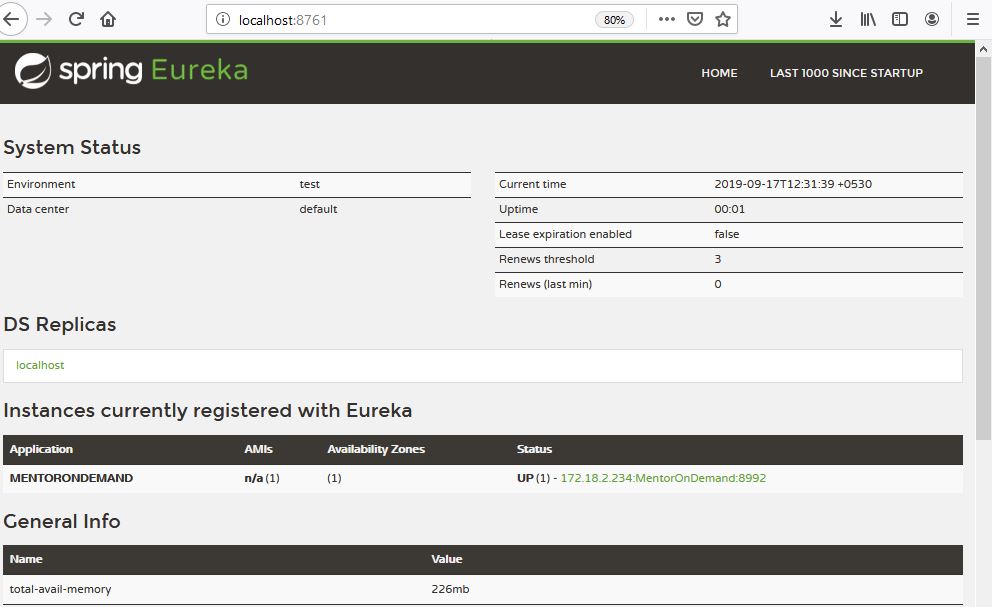 localhost:8761 80%
spring Eureka HOME LAST 1000 SINCE STARTUP
System Status
Environment test
Data center default
Current time 2019-09-17T12:31:39 +0530
Uptime 00:01
Lease expiration enabled false
Renews threshold 3
Renews (last min) 0
DS Replicas
localhost
Instances currently registered with Eureka
Application AMIs Availability Zones Status
MENTORONDEMAND n/a (1) (1) UP (1) - 172.18.2.234:MentorOnDemand:8992
General Info
Name Value
total-avail-memory 226mb